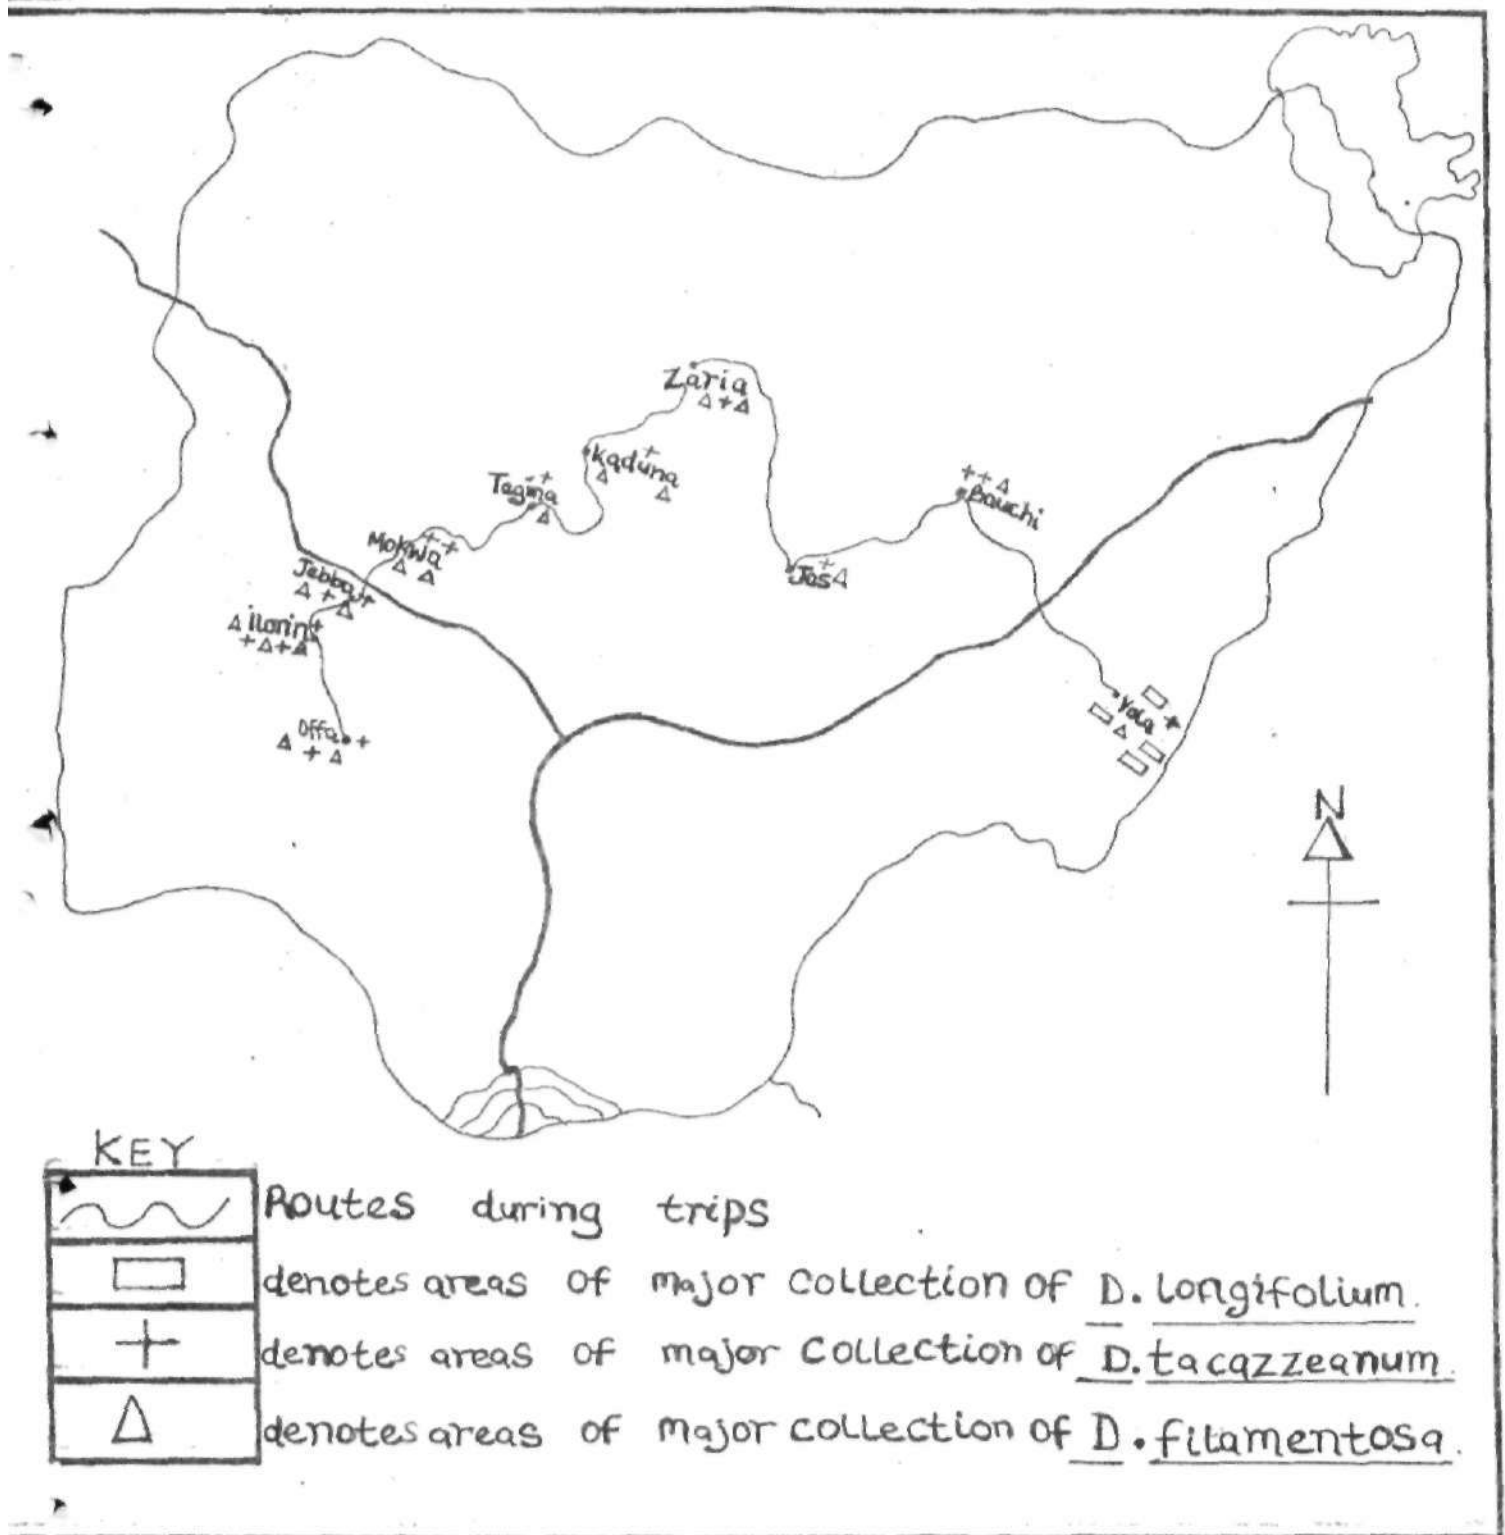 Zaria
Kaduna
Tegina
Bauchi
Mokwa
Jebba
Jos
ilorin
Yola
Offa
N
KEY
Routes during trips
denotes areas of major collection of D. longifolium.
denotes areas of major collection of D. tacazzeanum.
denotes areas of major collection of D. filamentosa.